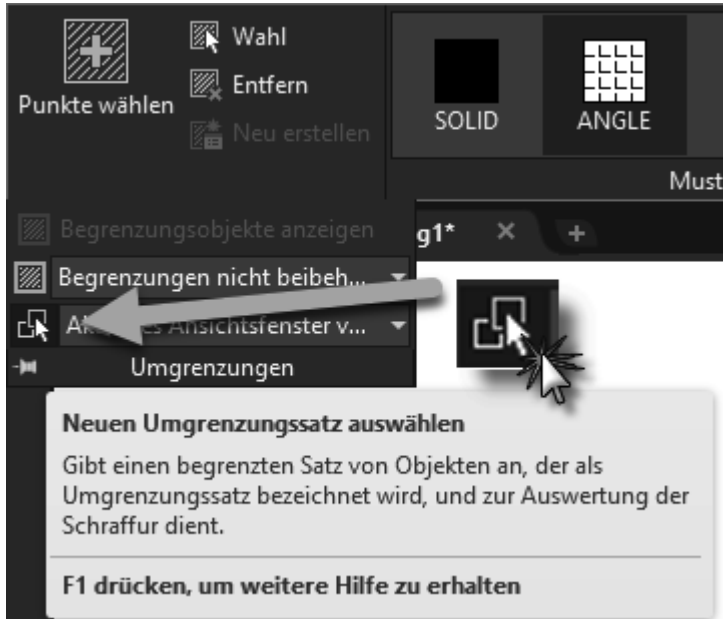 Wahl
Punkte wählen
Entfern
Neu erstellen
SOLID
ANGLE
Must
Begrenzungsobjekte anzeigen
g1*
Begrenzungen nicht beibeh...
Ansichtsfenster v...
Umgrenzungen
Neuen Umgrenzungssatz auswählen
Gibt einen begrenzten Satz von Objekten an, der als
Umgrenzungssatz bezeichnet wird, und zur Auswertung der
Schraffur dient.
F1 drücken, um weitere Hilfe zu erhalten